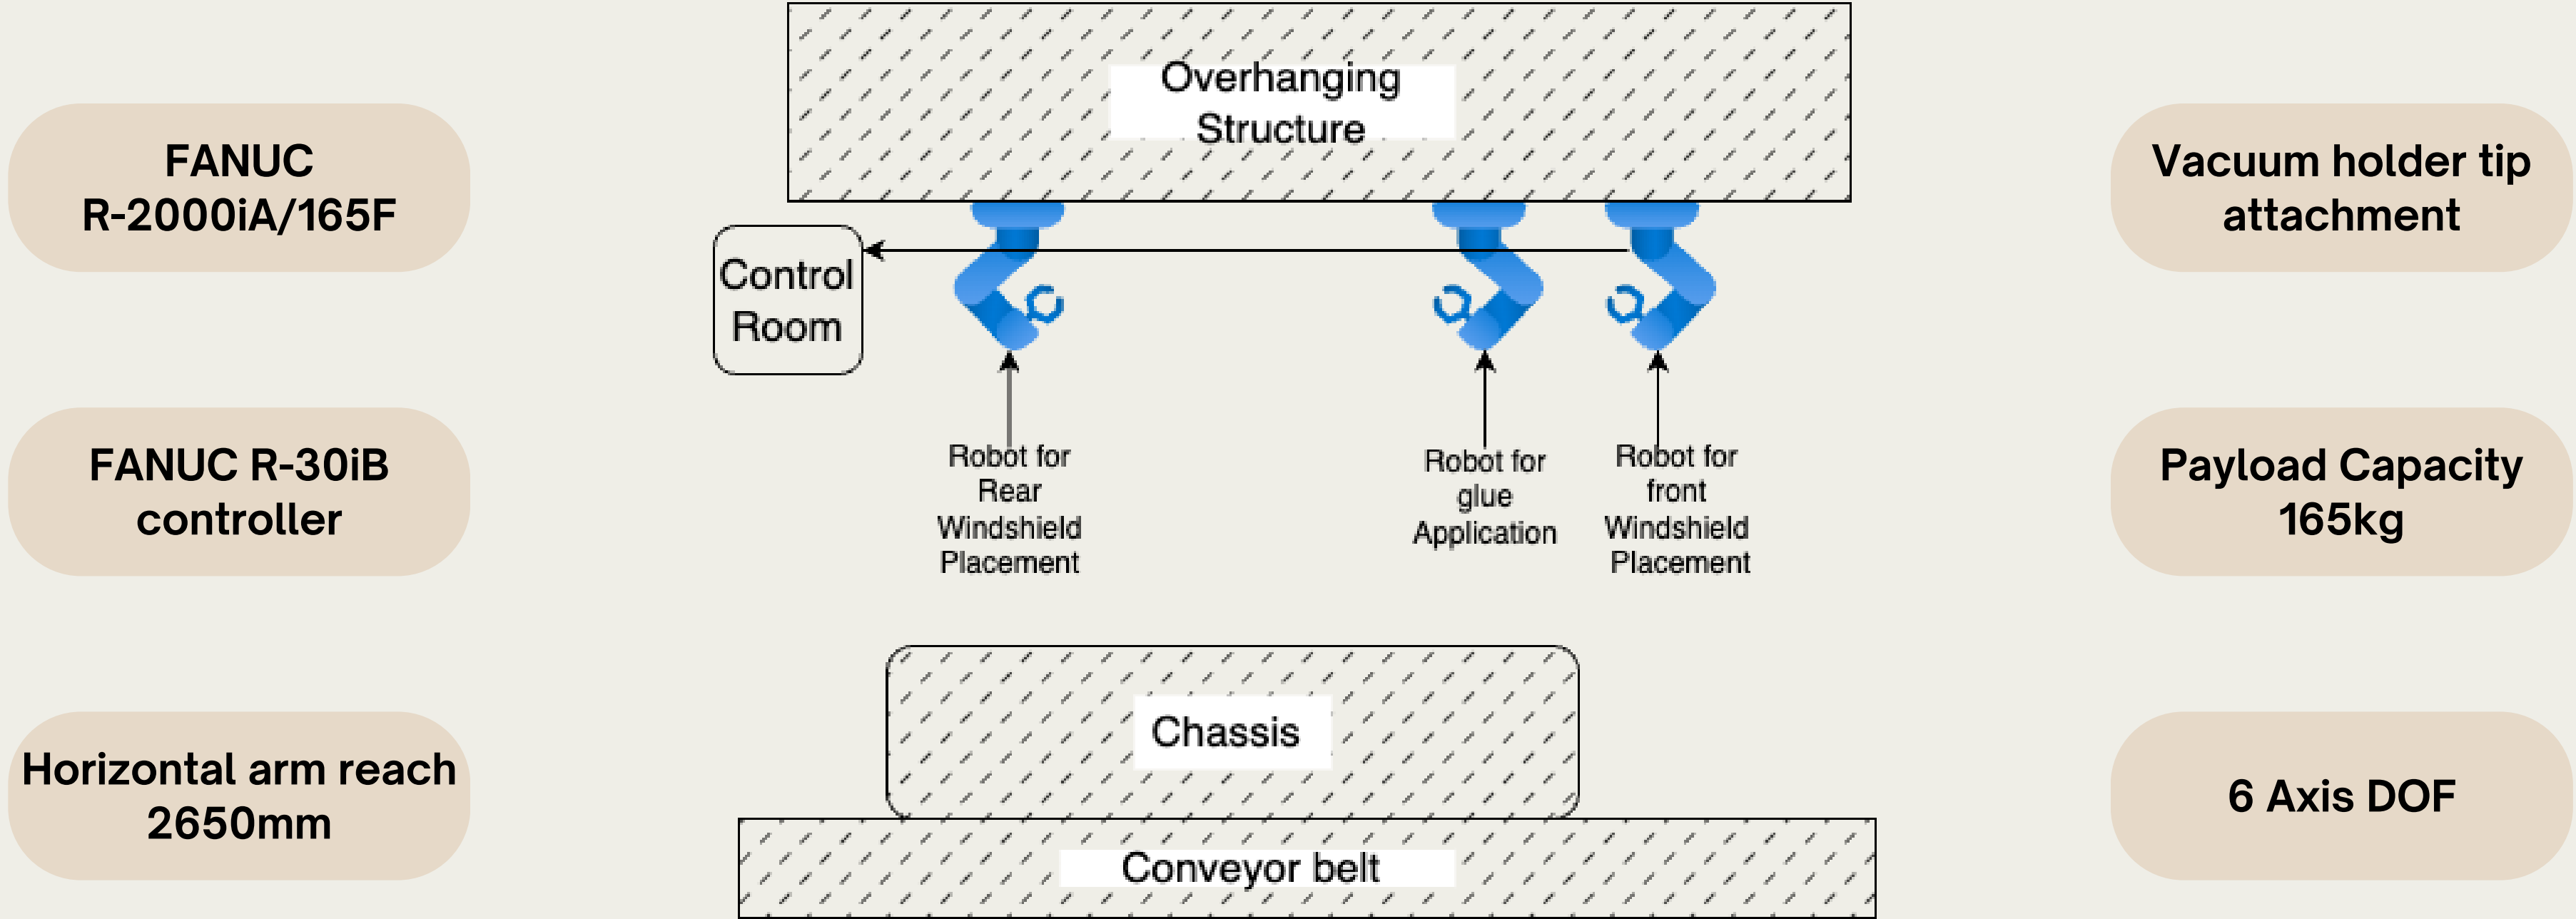 Overhanging
Structure
FANUC
R-2000iA/165F
Vacuum holder tip
attachment
Control
Room
FANUC R-30iB
controller
Robot for
Rear
Windshield
Placement
Robot for
glue
Application
Robot for
front
Windshield
Placement
Payload Capacity
165kg
Horizontal arm reach
2650mm
Chassis
6 Axis DOF
Conveyor belt